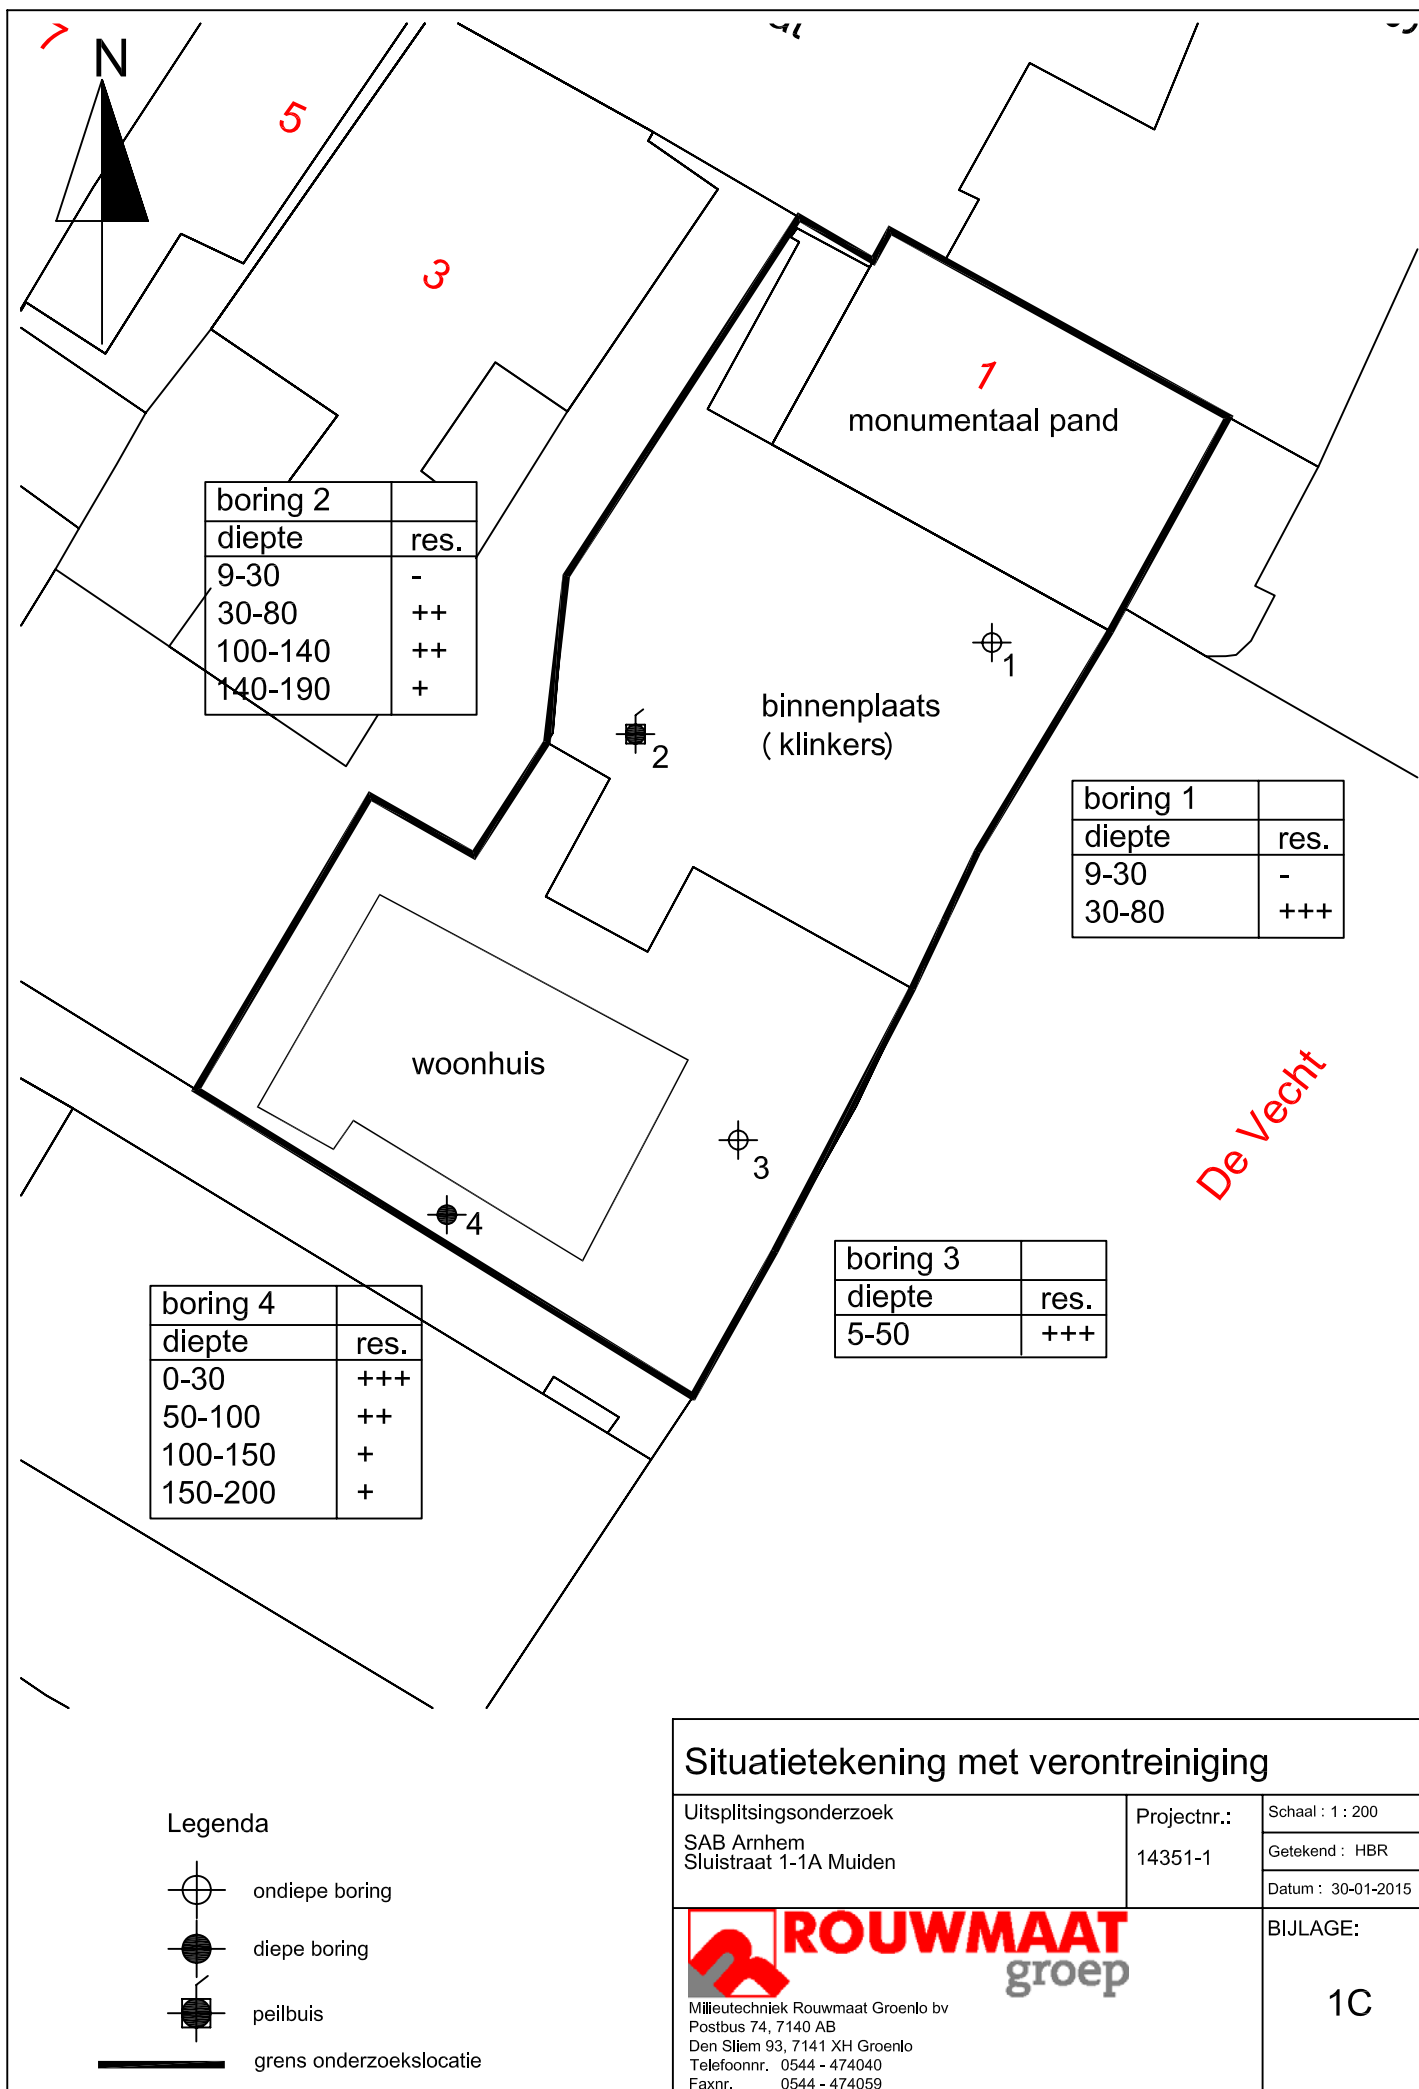 7
N
5
3
1
monumentaal pand
boring 2
diepte res.
9-30 -
30-80 ++
100-140 ++
140-190 +
1
binnenplaats
( klinkers)
2
boring 1
diepte res.
9-30 -
30-80 +++
woonhuis
De Vecht
3
4
boring 3
diepte res.
5-50 +++
boring 4
diepte res.
0-30 +++
50-100 ++
100-150 +
150-200 +
Situatietekening met verontreiniging
Uitsplitsingsonderzoek
SAB Arnhem
Sluistraat 1-1A Muiden
Projectnr.:
14351-1
Schaal : 1 : 200
Getekend : HBR
Datum : 30-01-2015
Legenda
ondiepe boring
diepe boring
peilbuis
grens onderzoekslocatie
ROUWMAAT
groep
Milieutechniek Rouwmaat Groenlo bv
Postbus 74, 7140 AB
Den Sliem 93, 7141 XH Groenlo
Telefoonnr. 0544 - 474040
Faxnr. 0544 - 474059
BIJLAGE:
1C